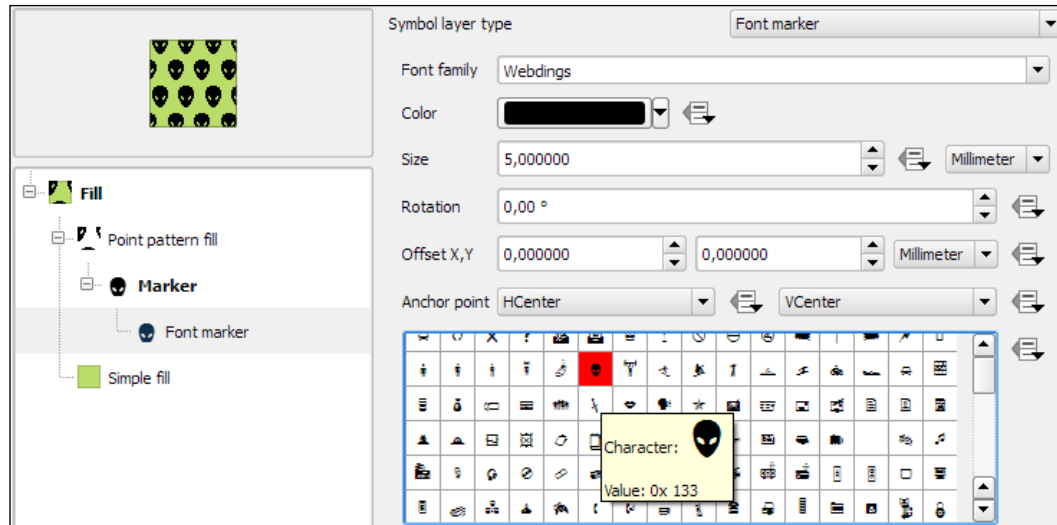 Symbol layer type Font marker
Font family Webdings
Color
Size 5,000000 Millimeter
Rotation 0,00 °
Offset X,Y 0,000000 0,000000 Millimeter
Anchor point HCenter VCenter
Fill
Point pattern fill
Marker
Font marker
Simple fill
Character:
Value: 0x 133